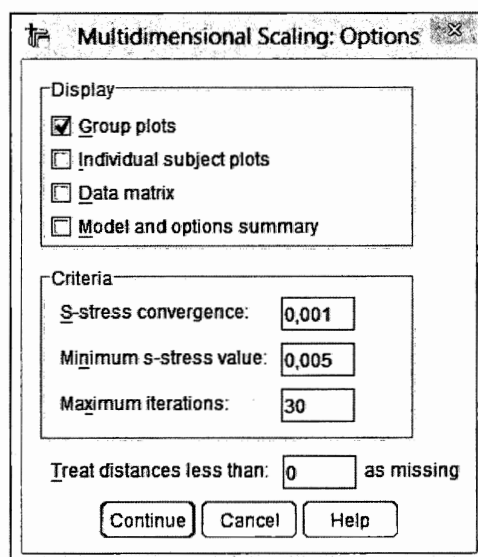 Multidimensional Scaling: Options
Display
Group plots
Individual subject plots
Data matrix
Model and options summary
Criteria
S-stress convergence: 0,001
Minimum s-stress value: 0,005
Maximum iterations: 30
Treat distances less than: 0 as missing
Continue Cancel Help